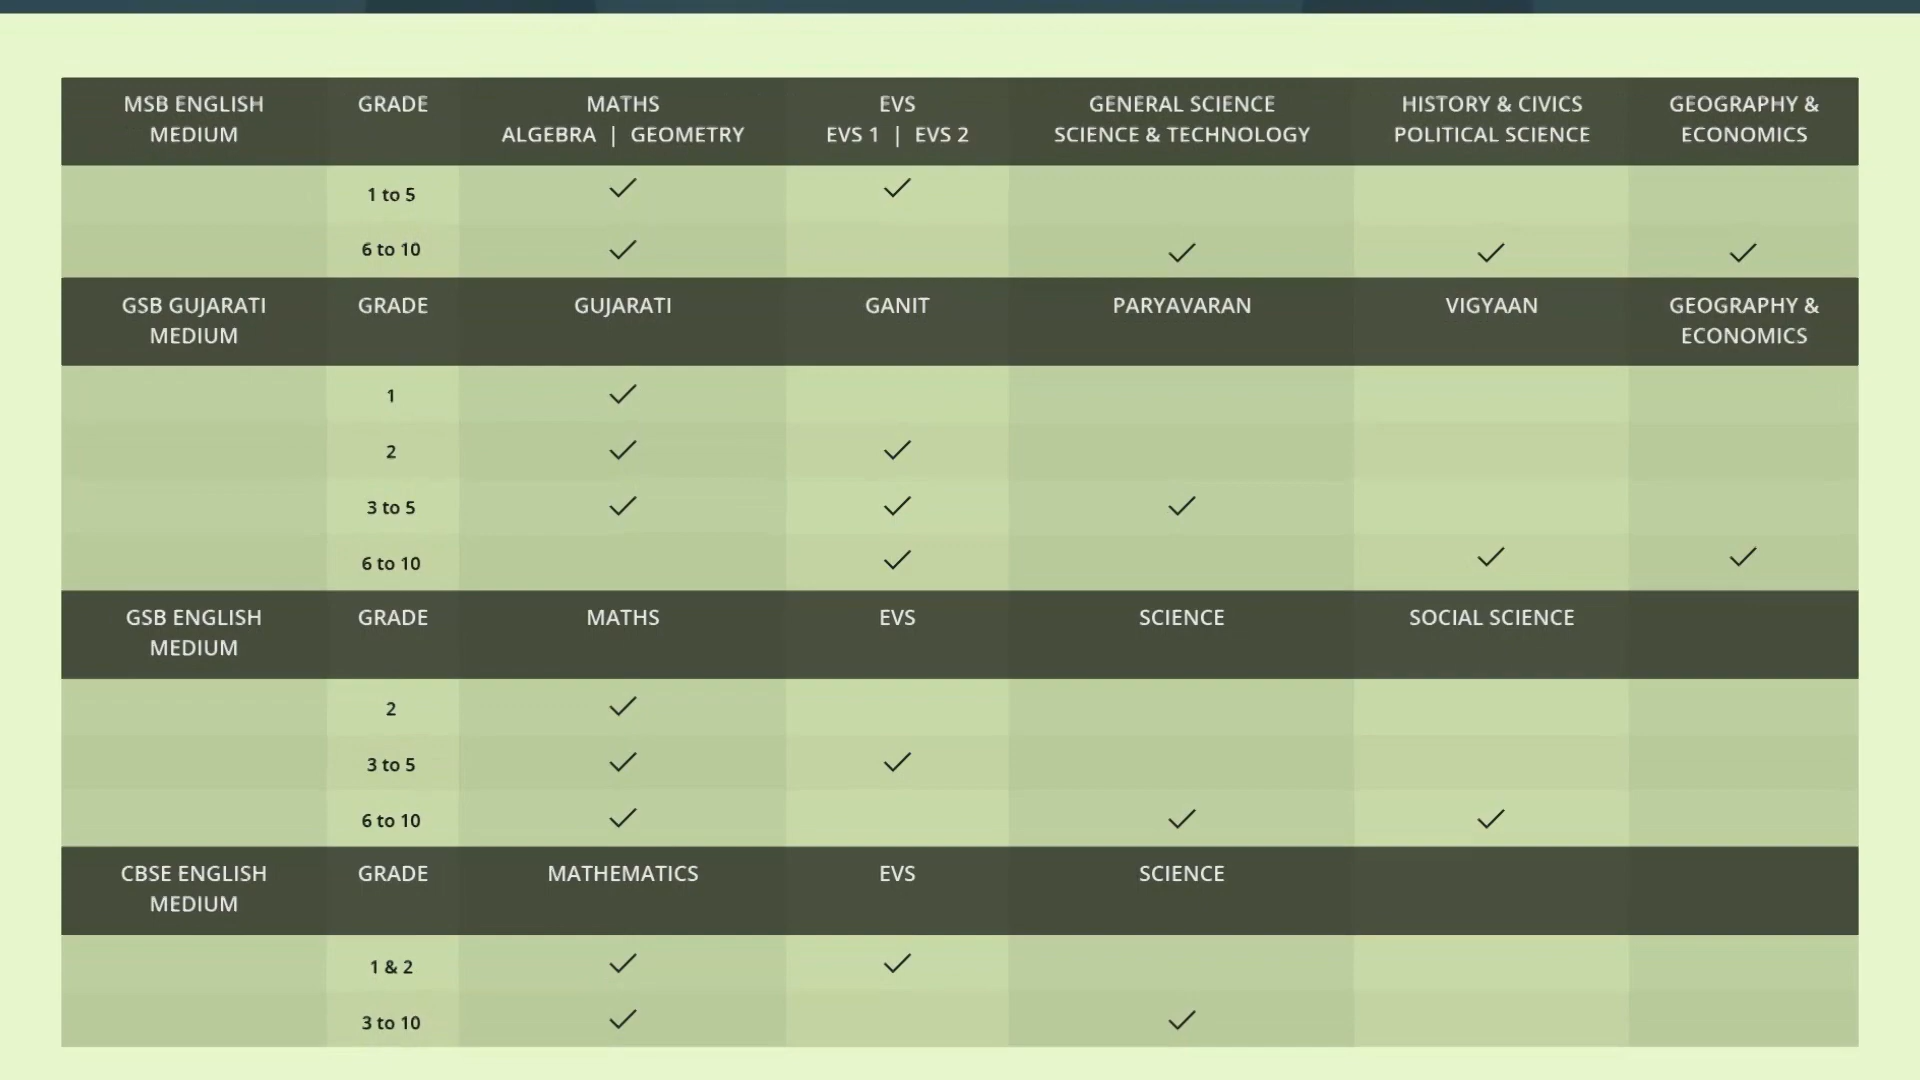 MSB ENGLISH MEDIUM GRADE MATHS ALGEBRA | GEOMETRY EVS EVS 1 | EVS 2 GENERAL SCIENCE SCIENCE & TECHNOLOGY HISTORY & CIVICS POLITICAL SCIENCE GEOGRAPHY & ECONOMICS
1 to 5 ✓ ✓
6 to 10 ✓ ✓ ✓ ✓
GSB GUJARATI MEDIUM GRADE GUJARATI GANIT PARYAVARAN VIGYAAN GEOGRAPHY & ECONOMICS
1 ✓
2 ✓ ✓
3 to 5 ✓ ✓ ✓
6 to 10 ✓ ✓ ✓
GSB ENGLISH MEDIUM GRADE MATHS EVS SCIENCE SOCIAL SCIENCE
2 ✓
3 to 5 ✓ ✓
6 to 10 ✓ ✓ ✓
CBSE ENGLISH MEDIUM GRADE MATHEMATICS EVS SCIENCE
1 & 2 ✓ ✓
3 to 10 ✓ ✓